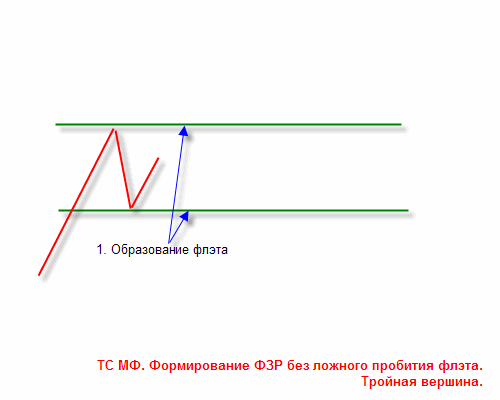 1. Образование флэта
ТС МФ. Формирование ФЗР без ложного пробития флэта.
Тройная вершина.